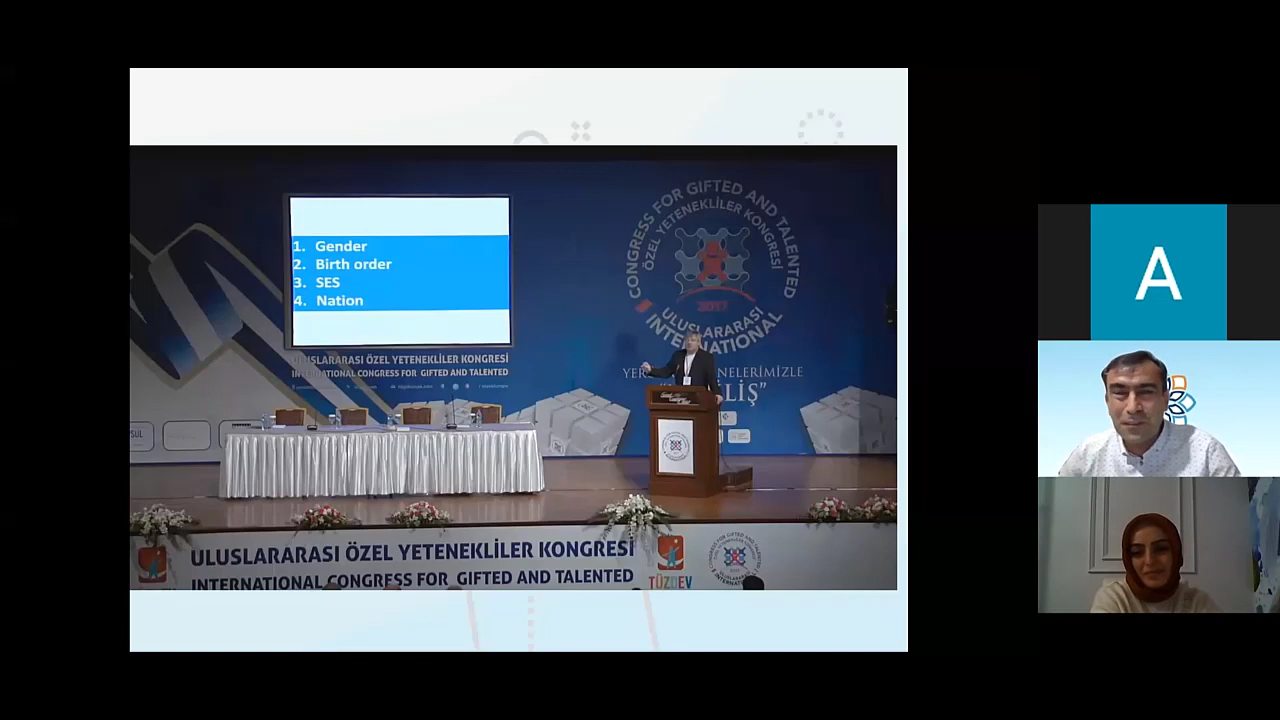 1. Gender
2. Birth order
3. SES
4. Nation
CONGRESS FOR GIFTED AND TALENTED
ÖZEL YETENEKLİLER KONGRESİ
2017
ULUSLARARASI
INTERNATIONAL
ULUSLARARASI ÖZEL YETENEKLİLER KONGRESİ
INTERNATIONAL CONGRESS FOR GIFTED AND TALENTED
ULUSLARARASI ÖZEL YETENEKLİLER KONGRESİ
INTERNATIONAL CONGRESS FOR GIFTED AND TALENTED
TÜZDEV
A